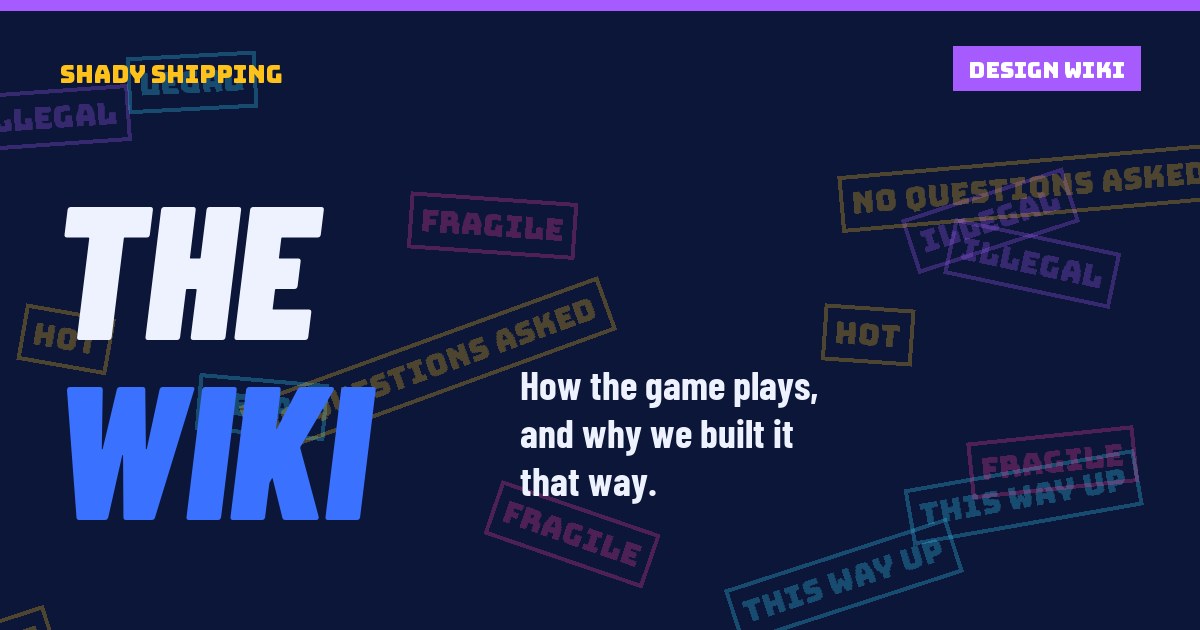 SHADY SHIPPING
DESIGN WIKI
LEGAL
ILLEGAL
NO QUESTIONS ASKED
ILLEGAL
ILLEGAL
FRAGILE
THE
HOT
QUESTIONS ASKED
HOT
WIKI
How the game plays,
and why we built it
that way.
FRAGILE
THIS WAY UP
FRAGILE
THIS WAY UP